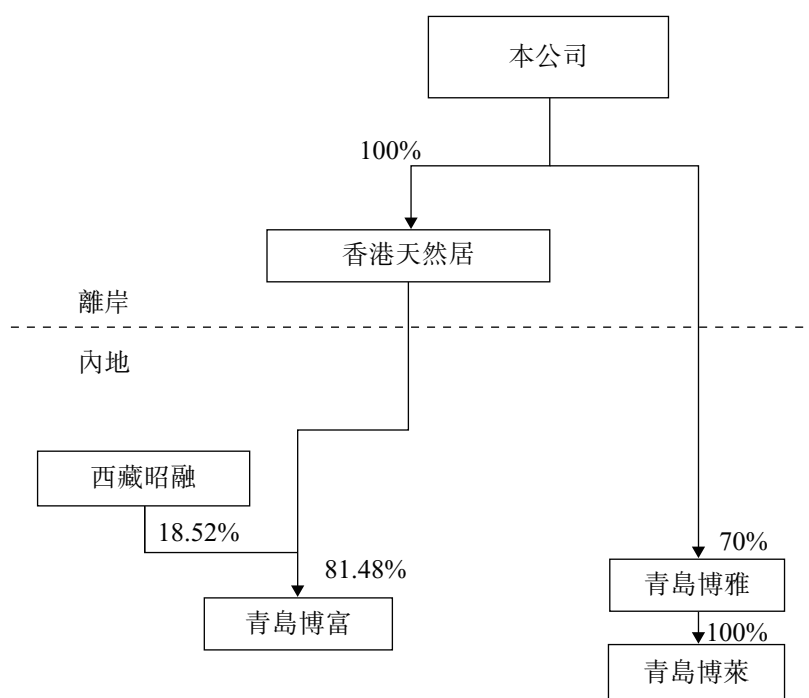 本公司
100%
香港天然居
離岸
內地
西藏昭融
18.52%
81.48%
青島博富
70%
青島博雅
100%
青島博萊